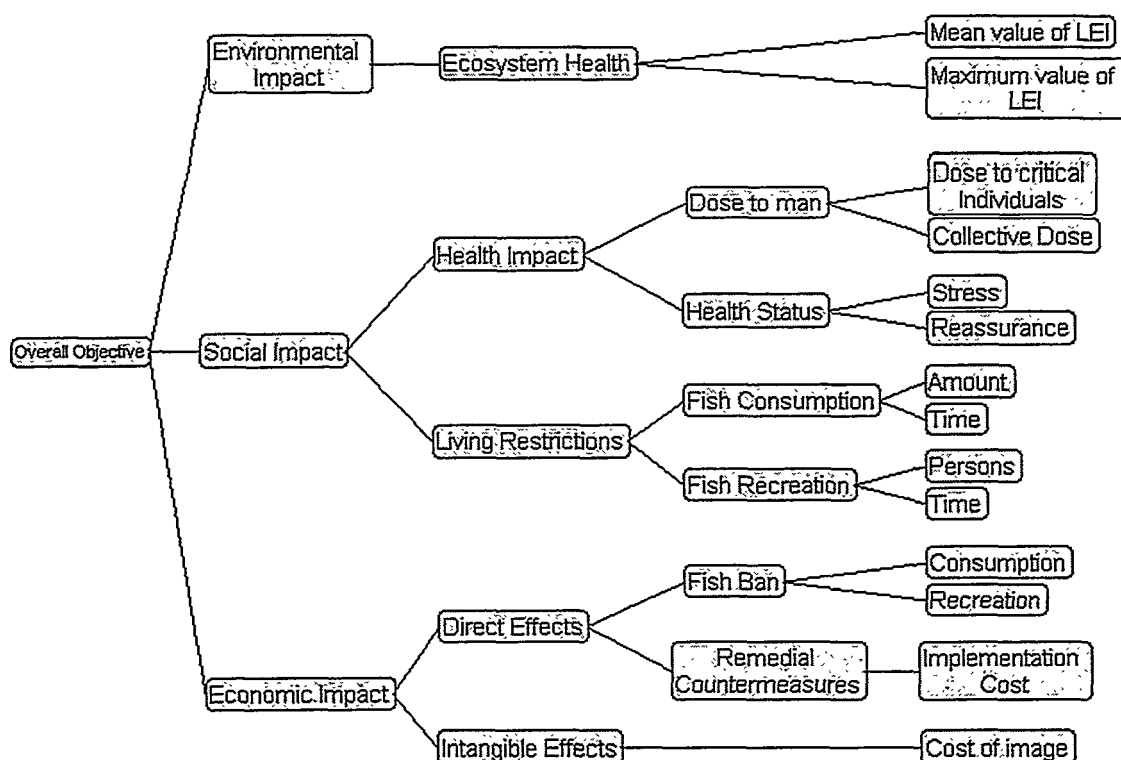 Environmental
Impact
Ecosystem Health
Mean value of LEI
Maximum value of
LEI
Dose to man
Dose to critical
Individuals
Collective Dose
Health Impact
Health Status
Stress
Reassurance
Overall Objective
Social Impact
Fish Consumption
Amount
Time
Living Restrictions
Fish Recreation
Persons
Time
Fish Ban
Consumption
Recreation
Direct Effects
Remedial
Countermeasures
Implementation
Cost
Economic Impact
Intangible Effects
Cost of image